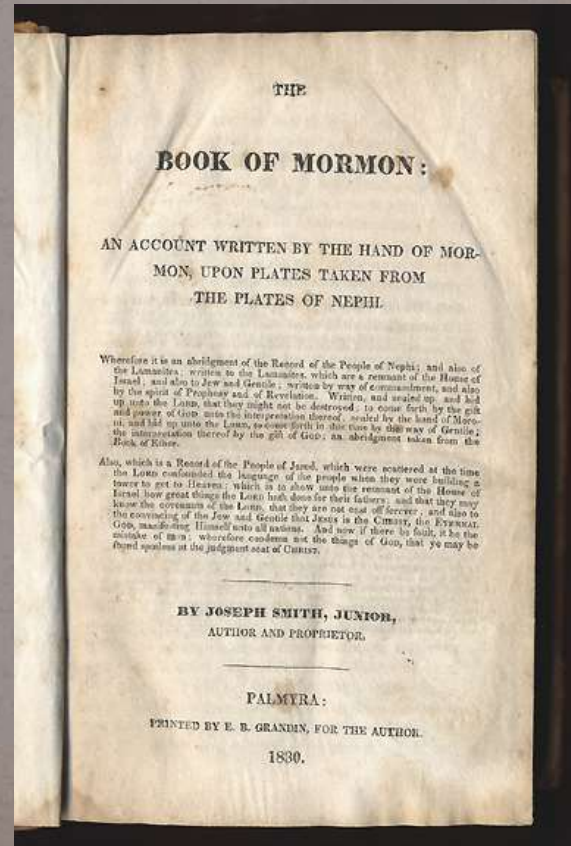 THE
BOOK OF MORMON:
AN ACCOUNT WRITTEN BY THE HAND OF MOR-
MON, UPON PLATES TAKEN FROM
THE PLATES OF NEPHI.
Wherefore it is an abridgment of the Record of the People of Nephi; and also of
the Lamanites; written to the Lamanites, which are a remnant of the House of
Israel; and also to Jew and Gentile; written by way of commandment, and also
by the spirit of Prophesy and of Revelation. Written, and sealed up, and hid
up unto the LORD, that they might not be destroyed; to come forth by the gift
and power of GOD unto the interpretation thereof; sealed by the hand of Moro-
ni, and hid up unto the LORD, to come forth in due time by the way of Gentile;
the interpretation thereof by the gift of GOD; an abridgment taken from the
Book of Ether.
Also, which is a Record of the People of Jared, which were scattered at the time
the LORD confounded the language of the people when they were building a
tower to get to Heaven; which is to show unto the remnant of the House of
Israel how great things the LORD hath done for their fathers; and that they may
know the covenants of the LORD, that they are not cast off forever; and also to
the convincing of the Jew and Gentile that JESUS is the CHRIST, the ETERNAL
GOD, manifesting Himself unto all nations. And now if there be fault, it be the
mistake of men; wherefore condemn not the things of GOD, that ye may be
found spotless at the judgment seat of CHRIST.
BY JOSEPH SMITH, JUNIOR,
AUTHOR AND PROPRIETOR.
PALMYRA:
PRINTED BY E. B. GRANDIN, FOR THE AUTHOR.
1830.